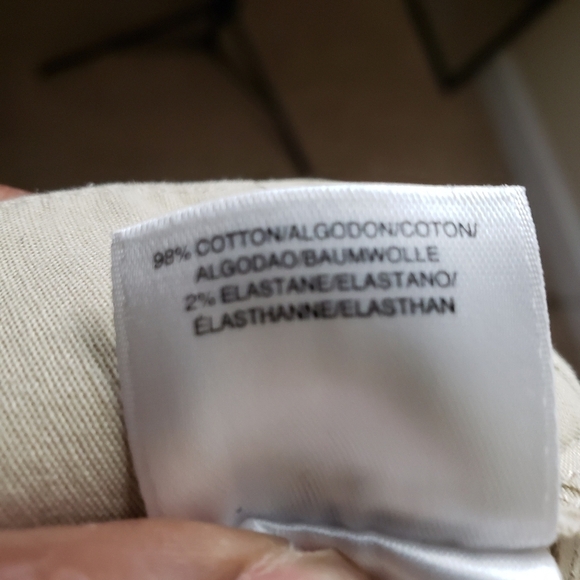 98% COTTON/ALGODON/COTON/
ALGODAO/BAUMWOLLE
2% ELASTANE/ELASTANO/
ÉLASTHANNE/ELASTHAN